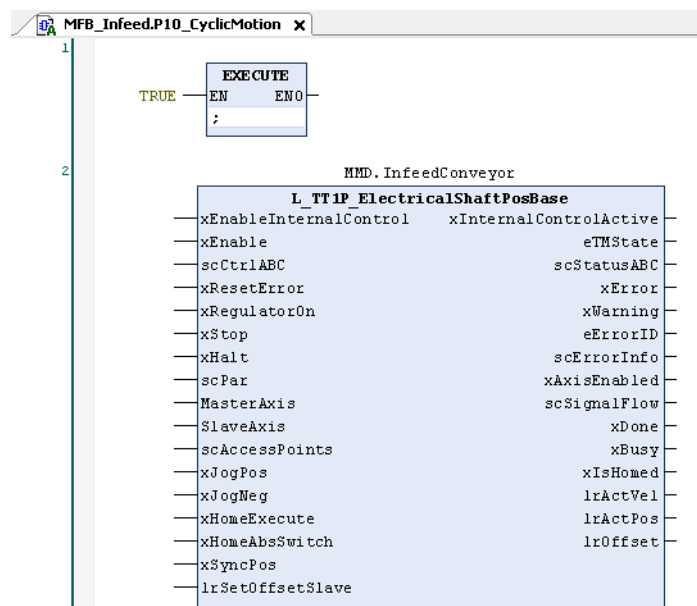 MFB_Infeed.P10_CyclicMotion x
1
EXECUTE
TRUE EN ENO
;
2
MMD.InfeedConveyor
L_TT1P_ElectricalShaftPosBase
xEnableInternalControl xInternalControlActive
xEnable eTMState
scCtrlABC scStatusABC
xResetError xError
xRegulatorOn xWarning
xStop eErrorID
xHalt scErrorInfo
scPar xAxisEnabled
MasterAxis scSignalFlow
SlaveAxis xDone
scAccessPoints xBusy
xJogPos xIsHomed
xJogNeg lrActVel
xHomeExecute lrActPos
xHomeAbsSwitch lrOffset
xSyncPos
lrSetOffsetSlave